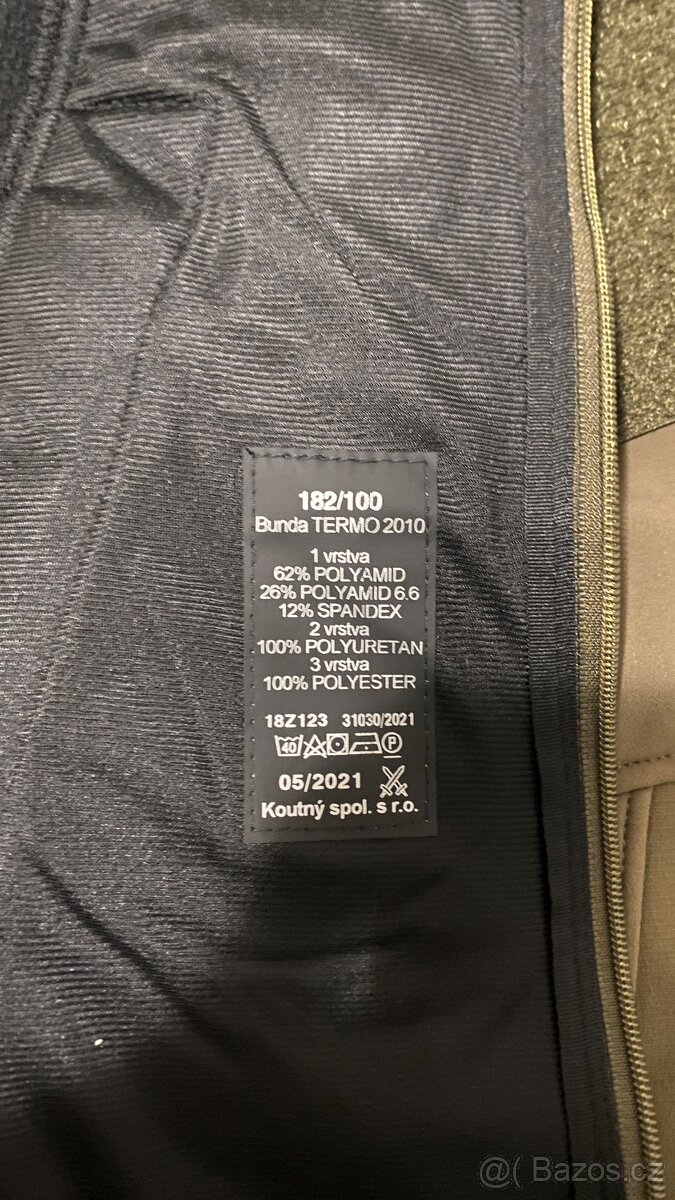 182/100
Bunda TERMO 2010
1 vrstva
62% POLYAMID
26% POLYAMID 6.6
12% SPANDEX
2 vrstva
100% POLYURETAN
3 vrstva
100% POLYESTER
18Z123 31030/2021
40 P
05/2021
Koutný spol. s r.o.
@( Bazos.cz